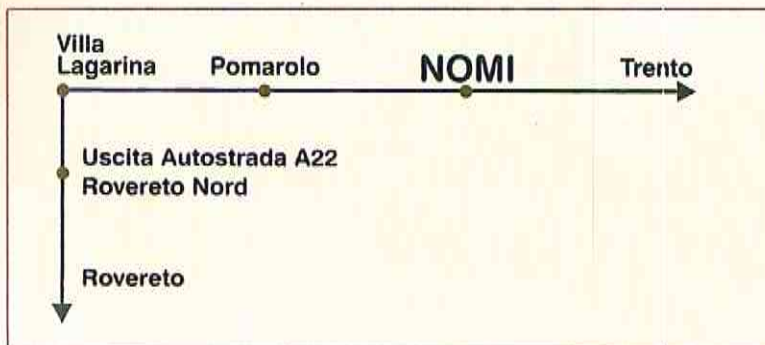 Villa
Lagarina
Pomarolo
NOMI
Trento
Uscita Autostrada A22
Rovereto Nord
Rovereto